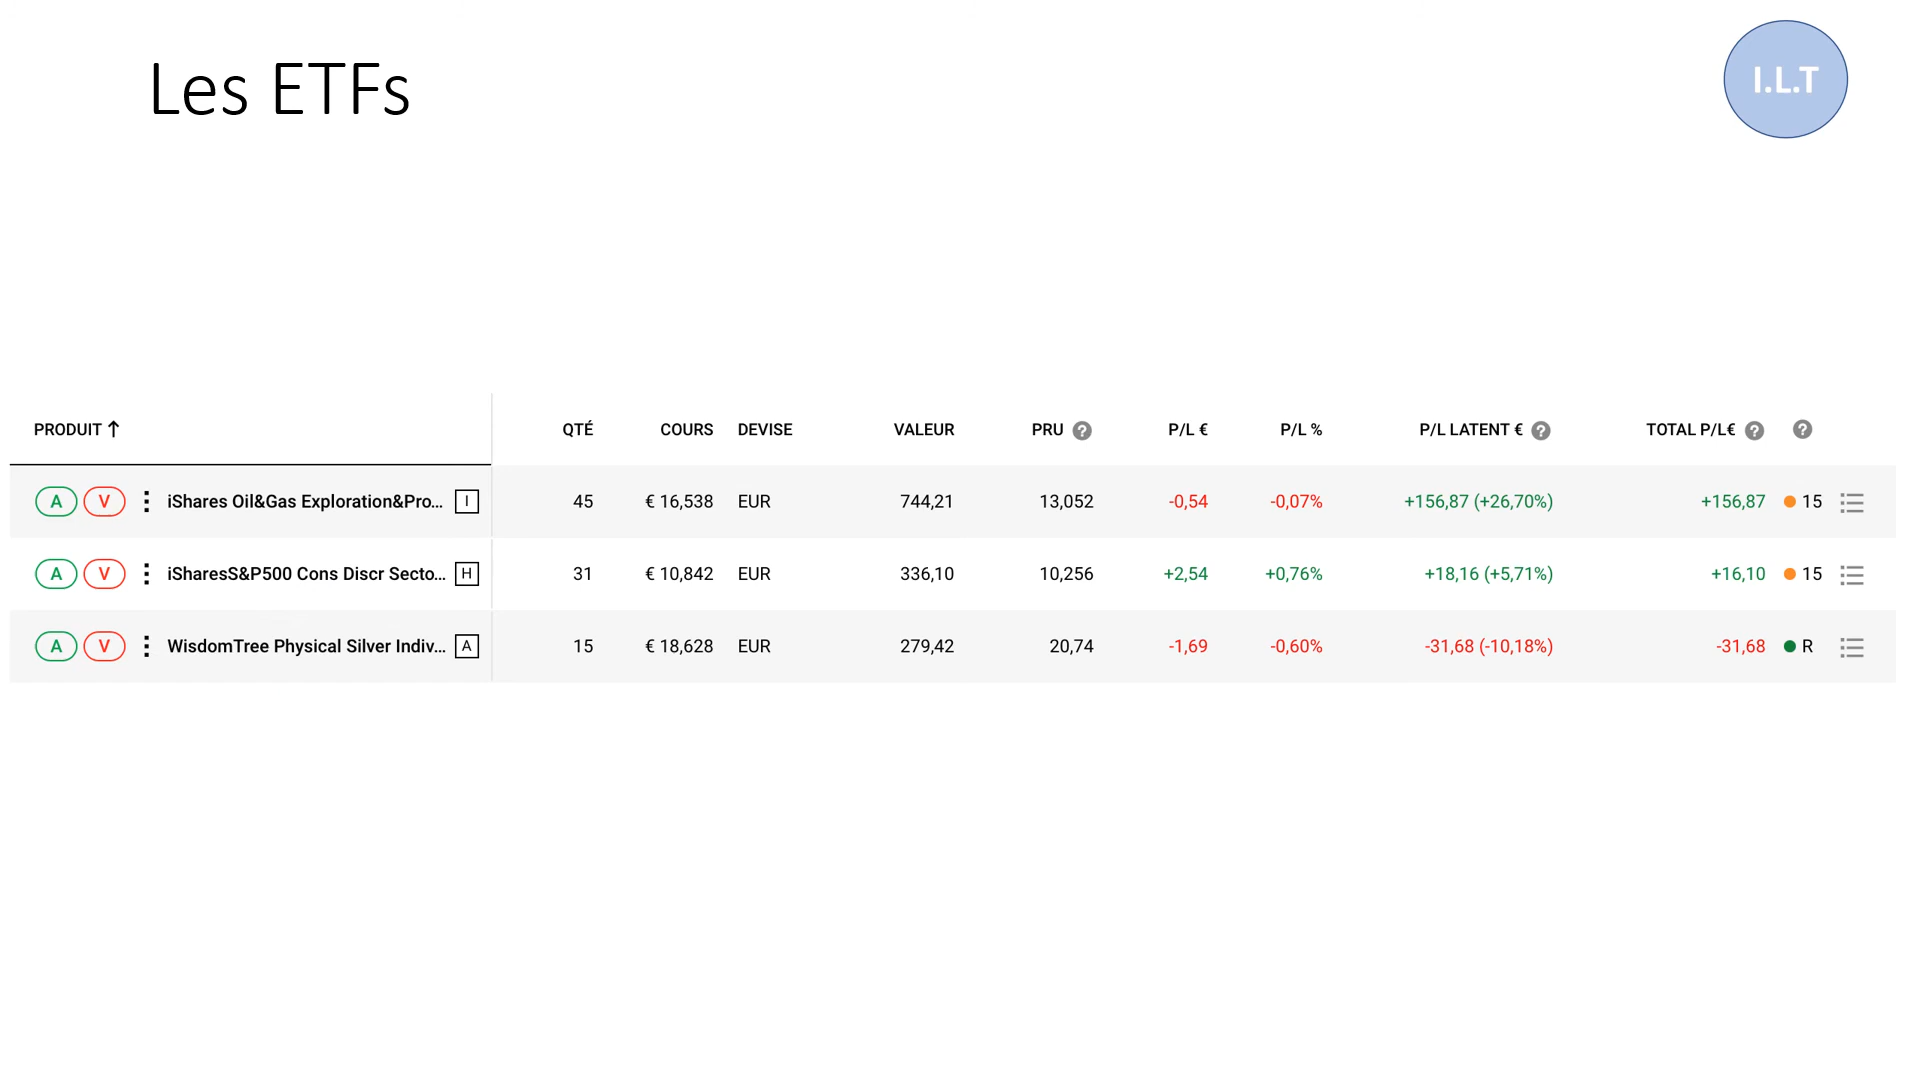 Les ETFs
I.L.T
PRODUIT ↑ QTÉ COURS DEVISE VALEUR PRU ? P/L € P/L % P/L LATENT € ? TOTAL P/L€ ? ?
A V iShares Oil&Gas Exploration&Pro... I 45 € 16,538 EUR 744,21 13,052 -0,54 -0,07% +156,87 (+26,70%) +156,87 15
A V iSharesS&P500 Cons Discr Secto... H 31 € 10,842 EUR 336,10 10,256 +2,54 +0,76% +18,16 (+5,71%) +16,10 15
A V WisdomTree Physical Silver Indiv... A 15 € 18,628 EUR 279,42 20,74 -1,69 -0,60% -31,68 (-10,18%) -31,68 R